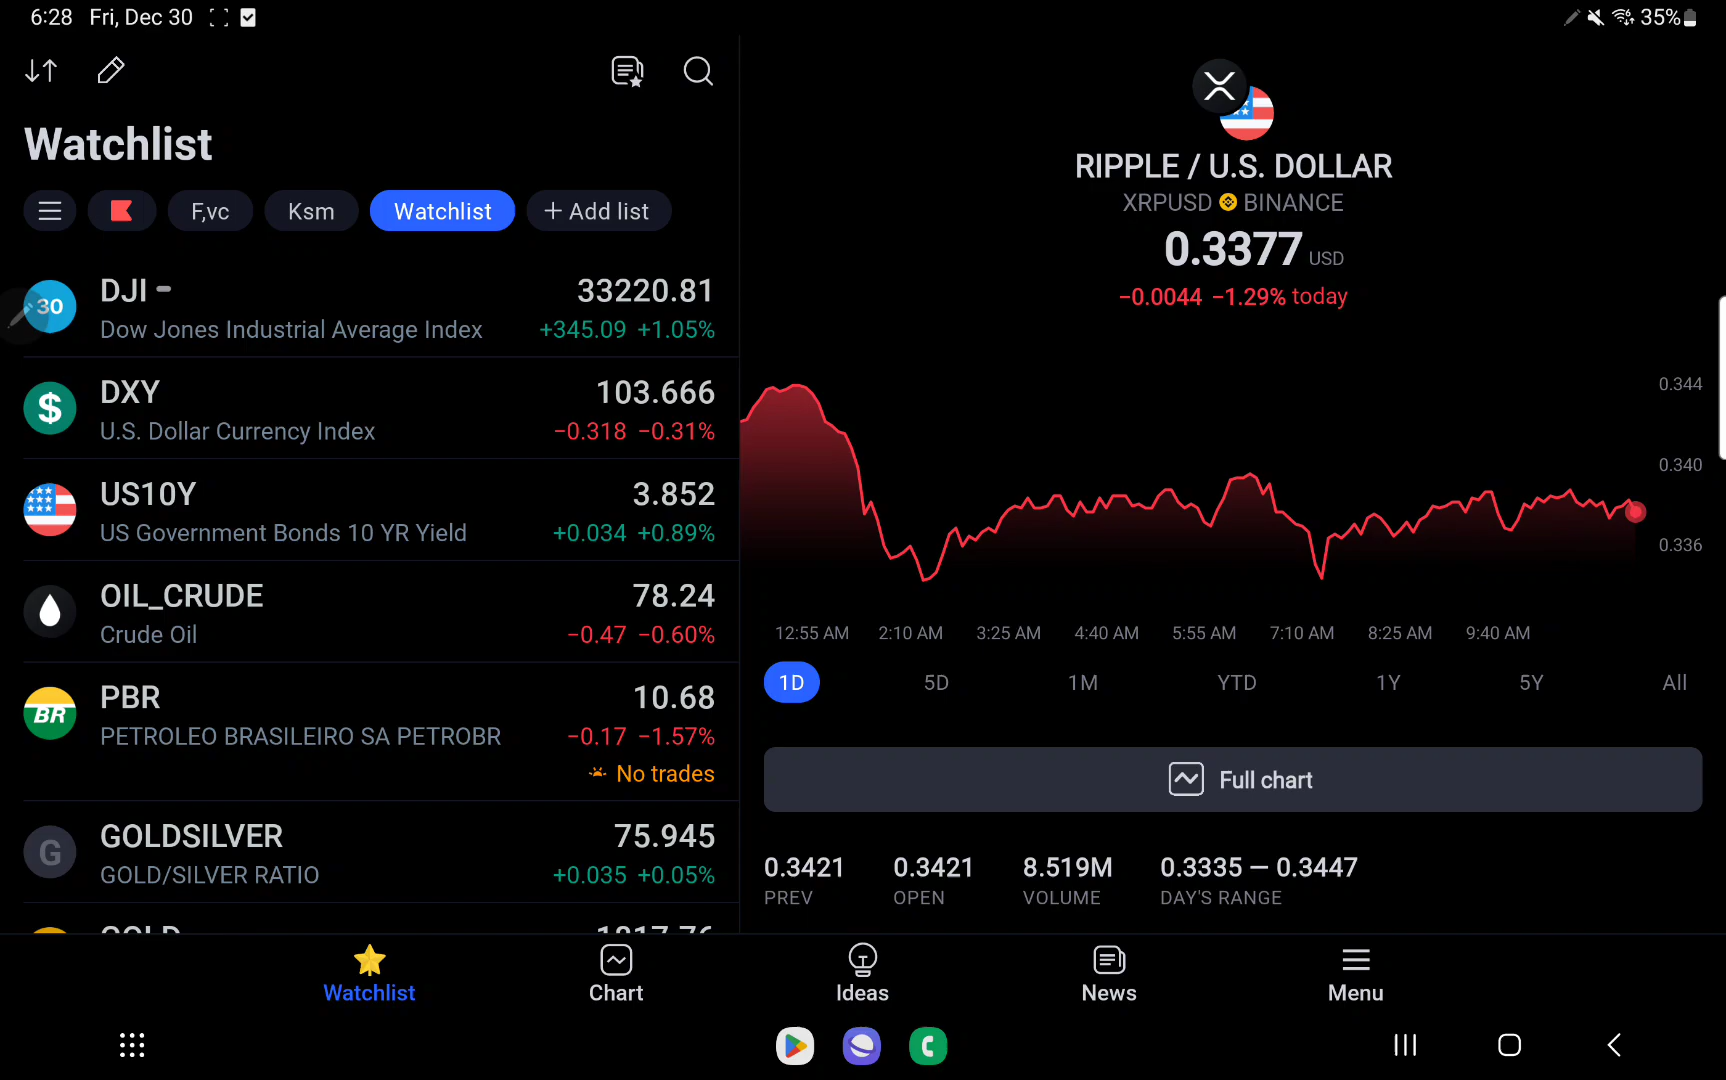 6:28 Fri, Dec 30
35%
Watchlist
F,vc
Ksm
Watchlist
+ Add list
30
DJI
33220.81
Dow Jones Industrial Average Index
+345.09 +1.05%
$
DXY
103.666
U.S. Dollar Currency Index
−0.318 −0.31%
US10Y
3.852
US Government Bonds 10 YR Yield
+0.034 +0.89%
OIL_CRUDE
78.24
Crude Oil
−0.47 −0.60%
BR
PBR
10.68
PETROLEO BRASILEIRO SA PETROBR
−0.17 −1.57%
No trades
G
GOLDSILVER
75.945
GOLD/SILVER RATIO
+0.035 +0.05%
RIPPLE / U.S. DOLLAR
XRPUSD BINANCE
0.3377 USD
−0.0044 −1.29% today
0.344
0.340
0.336
12:55 AM 2:10 AM 3:25 AM 4:40 AM 5:55 AM 7:10 AM 8:25 AM 9:40 AM
1D 5D 1M YTD 1Y 5Y All
Full chart
0.3421 0.3421 8.519M 0.3335 — 0.3447
PREV OPEN VOLUME DAY'S RANGE
Watchlist Chart Ideas News Menu